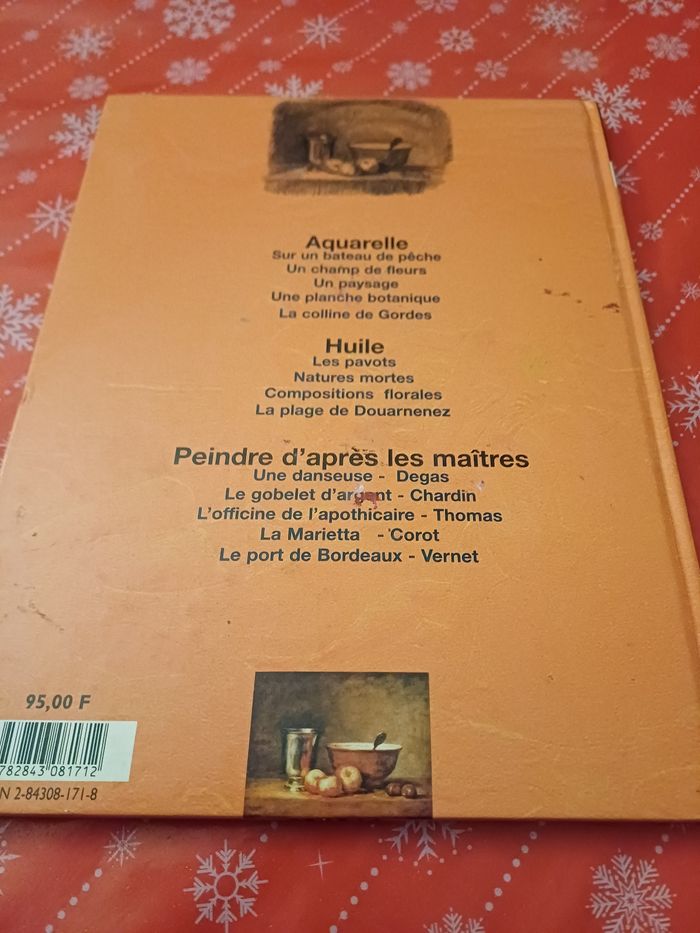 Aquarelle
Sur un bateau de pêche
Un champ de fleurs
Un paysage
Une planche botanique
La colline de Gordes
Huile
Les pavots
Natures mortes
Compositions florales
La plage de Douarnenez
Peindre d'après les maîtres
Une danseuse - Degas
Le gobelet d'argent - Chardin
L'officine de l'apothicaire - Thomas
La Marietta - Corot
Le port de Bordeaux - Vernet
95,00 F
782843 081712
N 2-84308-171-8